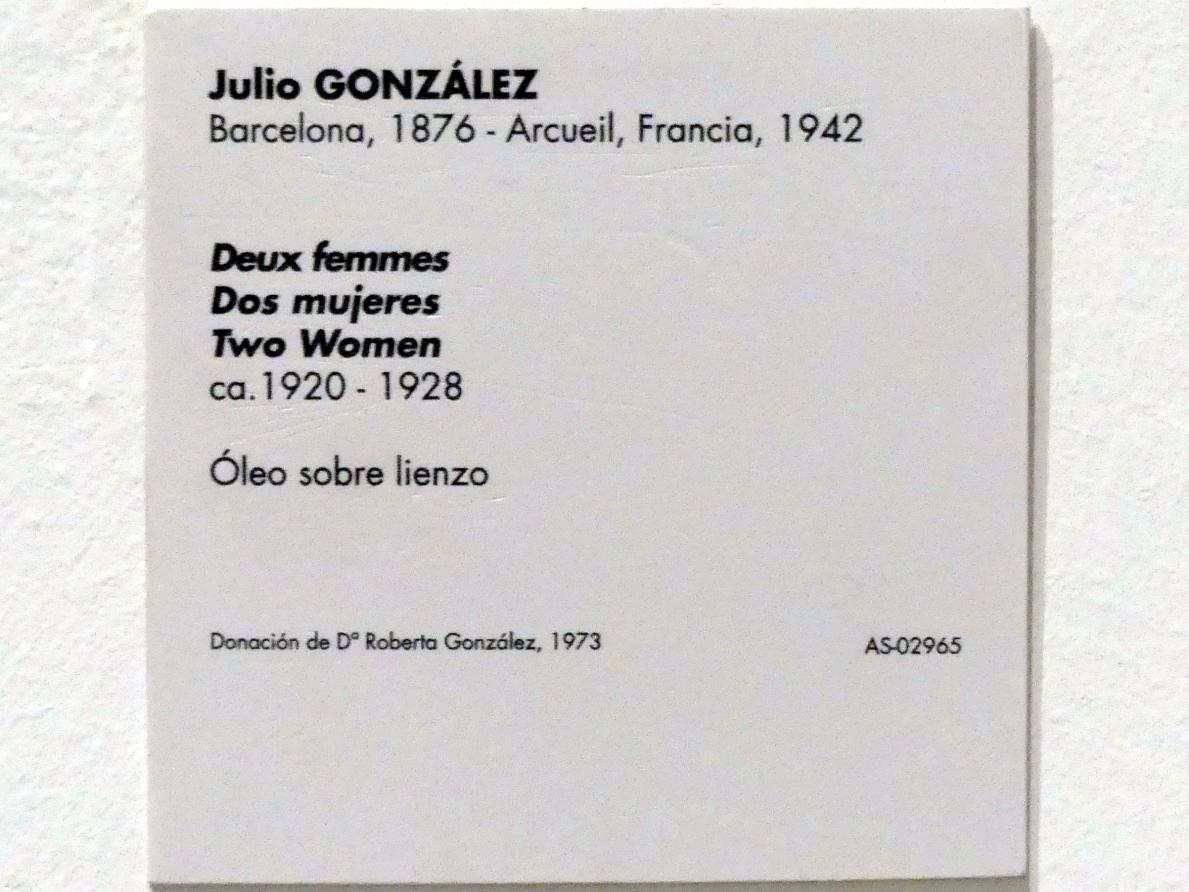 Julio GONZÁLEZ
Barcelona, 1876 - Arcueil, Francia, 1942
Deux femmes
Dos mujeres
Two Women
ca.1920 - 1928
Óleo sobre lienzo
Donación de Dª Roberta González, 1973 AS-02965